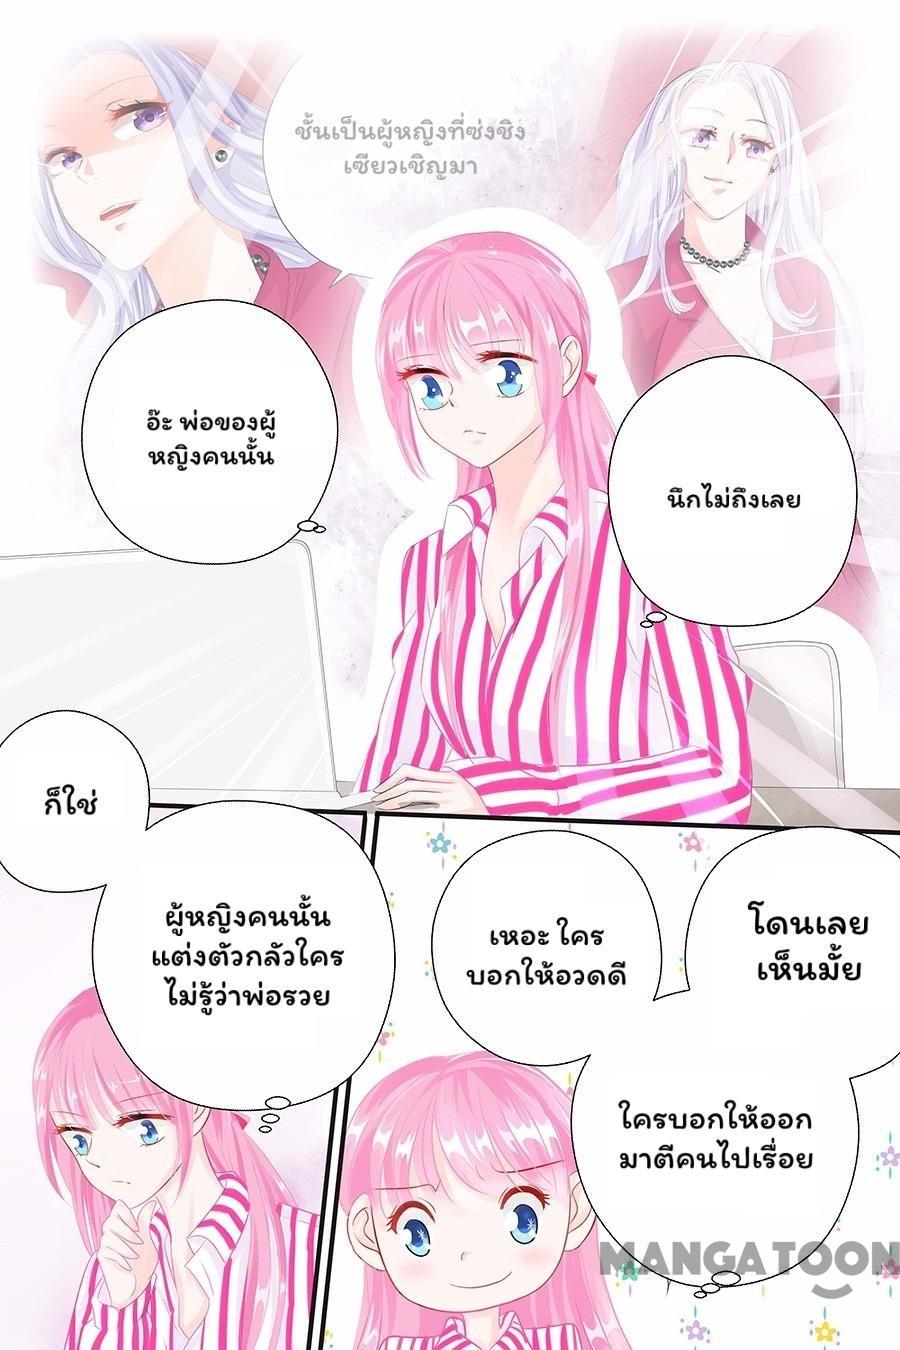 ชั้นเป็นผู้หญิงที่ซ่งชิง
เซียวเชิญมา
อ๊ะ พ่อของผู้
หญิงคนนั้น
นึกไม่ถึงเลย
ก็ใช่
ผู้หญิงคนนั้น
แต่งตัวกลัวใคร
ไม่รู้ว่าพ่อรวย
เหอะ ใคร
บอกให้อวดดี
โดนเลย
เห็นมั้ย
ใครบอกให้ออก
มาตีคนไปเรื่อย
MANGATOON